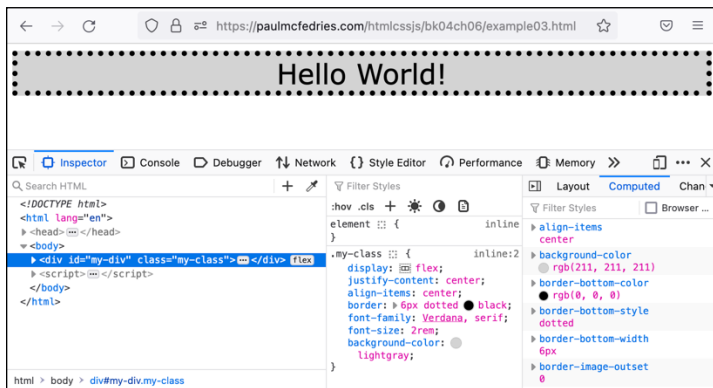 https://paulmcfedries.com/htmlcssjs/bk04ch06/example03.html
Hello World!
Inspector Console Debugger Network {} Style Editor Performance Memory
Search HTML
<!DOCTYPE html>
<html lang="en">
<head> </head>
<body>
<div id="my-div" class="my-class"> </div> flex
<script> </script>
</body>
</html>
html > body > div#my-div.my-class
Filter Styles
:hov .cls +
element { inline
}
.my-class { inline:2
display: flex;
justify-content: center;
align-items: center;
border: 6px dotted black;
font-family: Verdana, serif;
font-size: 2rem;
background-color:
lightgray;
}
Layout Computed Chan
Filter Styles Browser ...
align-items
center
background-color
rgb(211, 211, 211)
border-bottom-color
rgb(0, 0, 0)
border-bottom-style
dotted
border-bottom-width
6px
border-image-outset
0